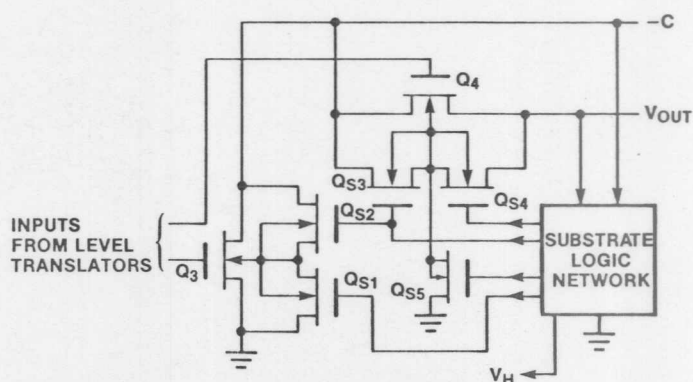 –C
Q4
VOUT
QS3
QS2
QS4
INPUTS
FROM LEVEL
TRANSLATORS
Q3
SUBSTRATE
LOGIC
NETWORK
QS1
QS5
VH